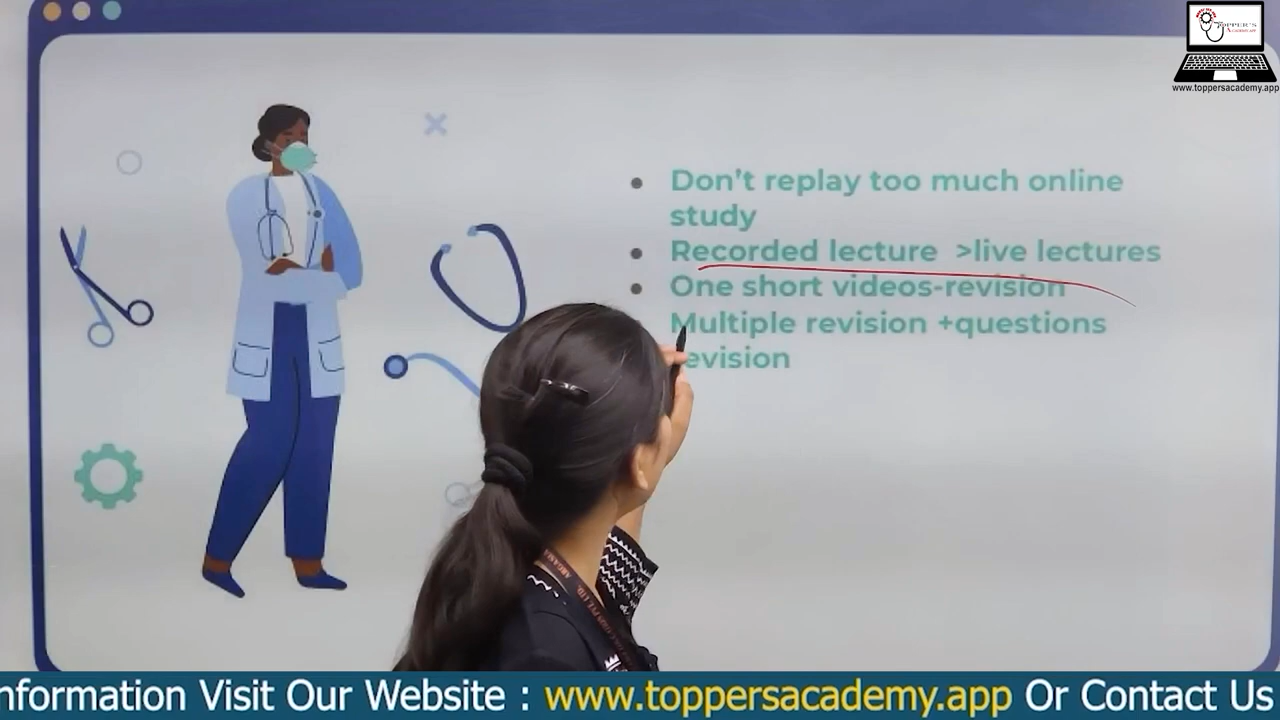 TOPPER'S
www.toppersacademy.app
Don't replay too much online
study
Recorded lecture >live lectures
One short videos-revision
Multiple revision +questions
evision
nformation Visit Our Website : www.toppersacademy.app Or Contact Us